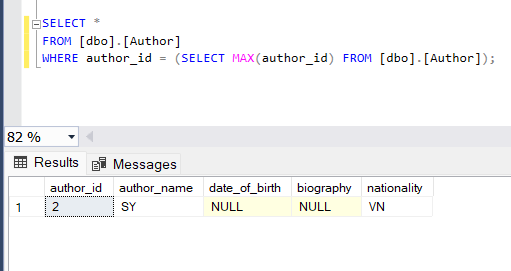 SELECT *
FROM [dbo].[Author]
WHERE author_id = (SELECT MAX(author_id) FROM [dbo].[Author]);
82 %
Results Messages
author_id author_name date_of_birth biography nationality
1 2 SY NULL NULL VN